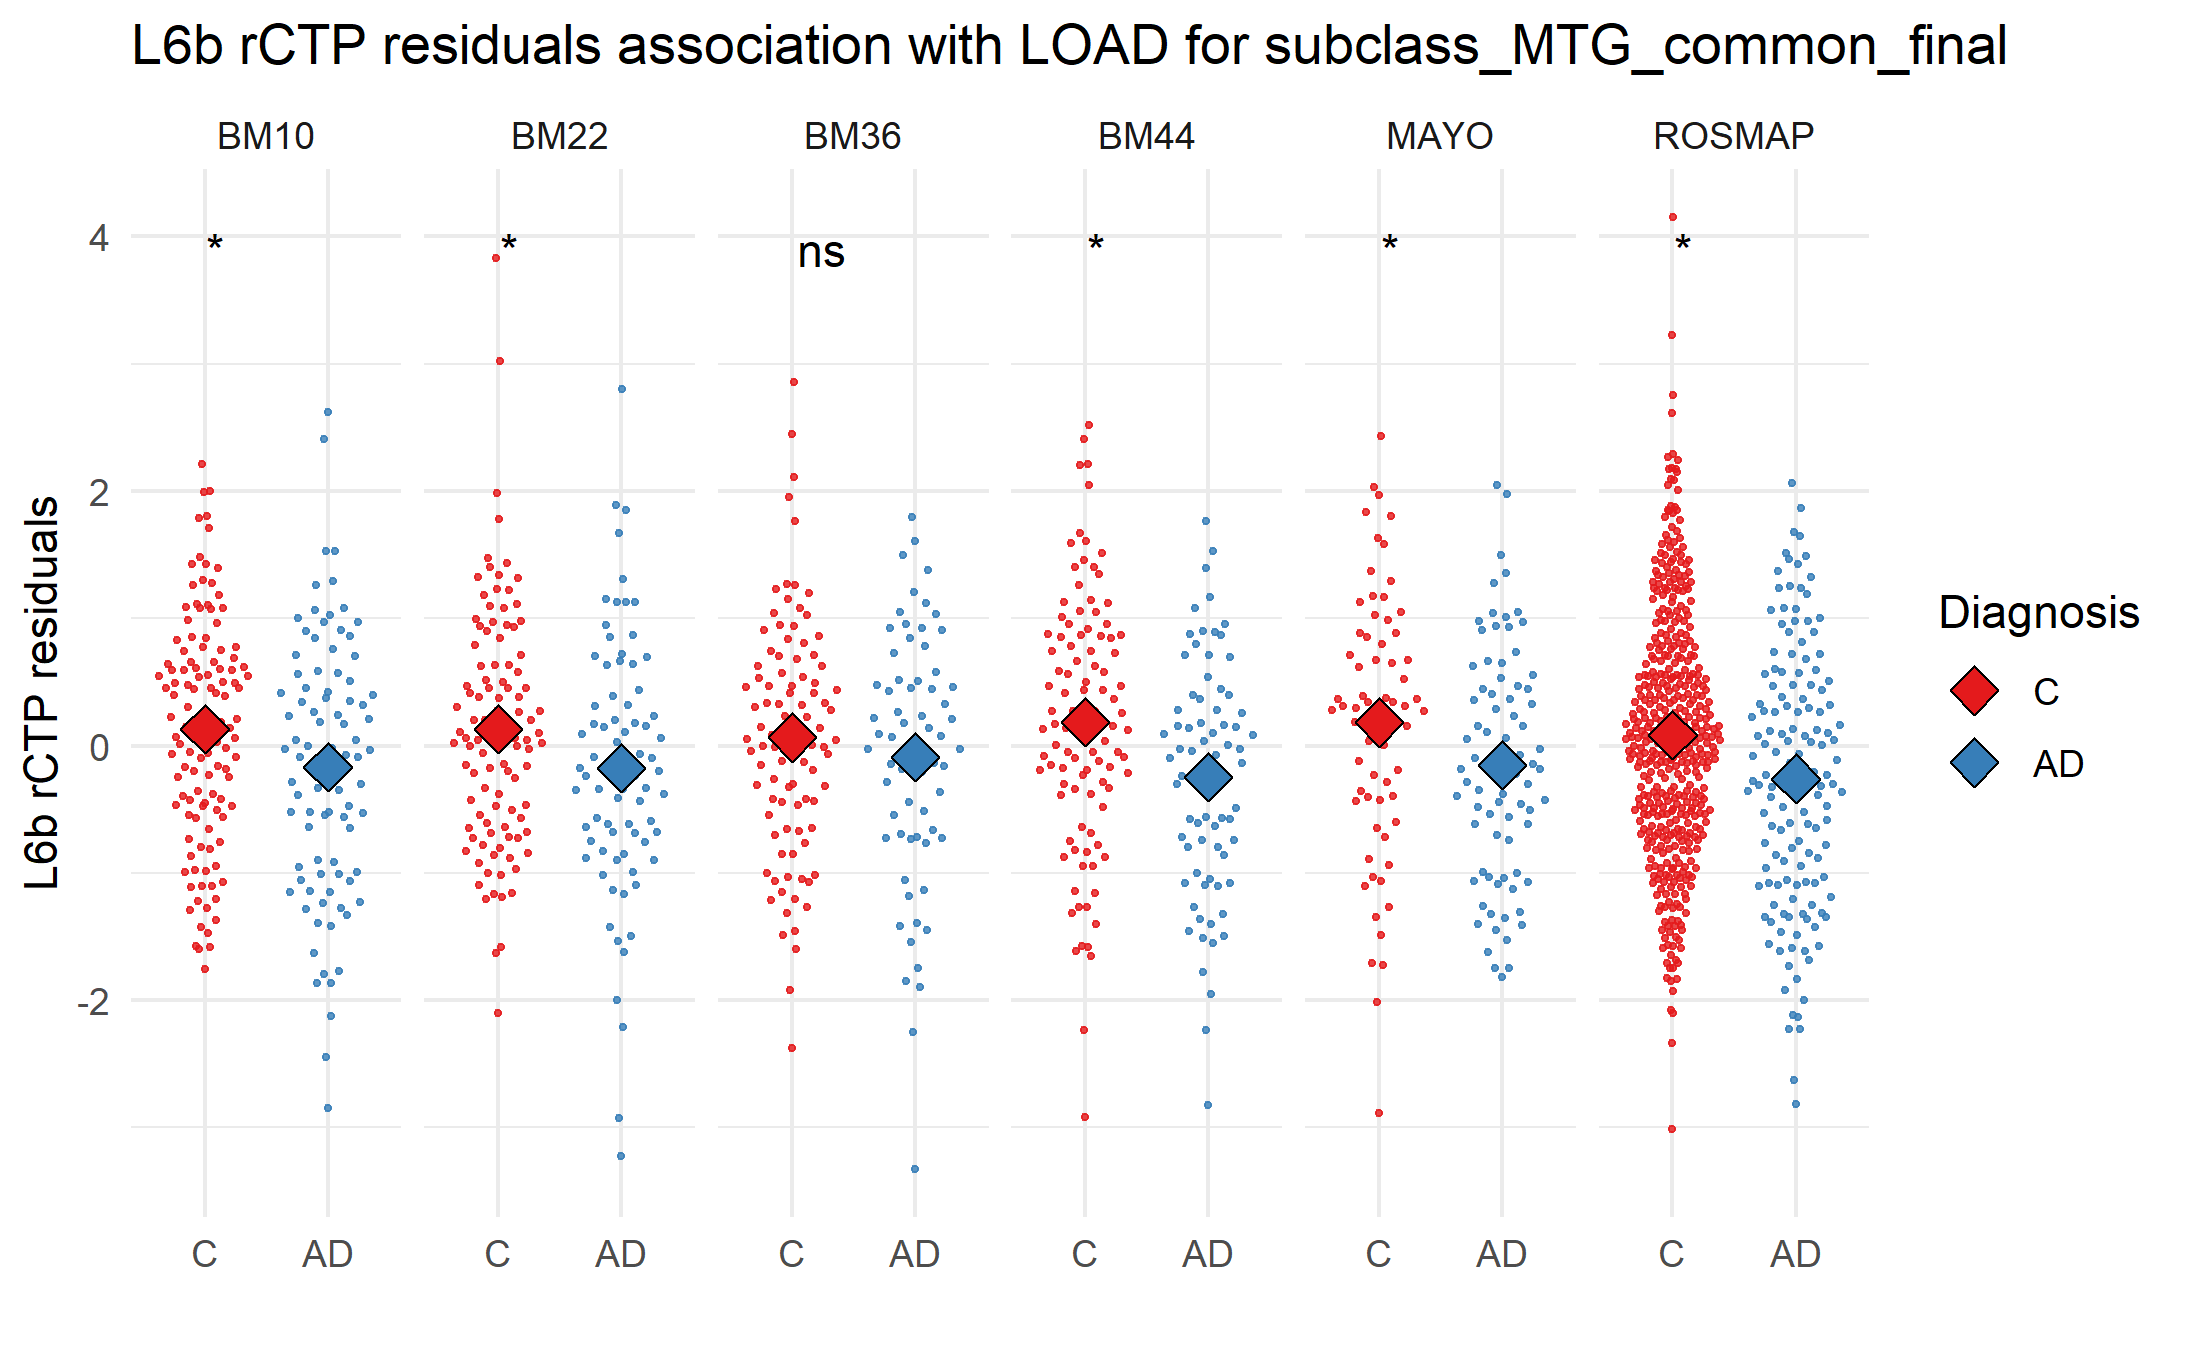 L6b rCTP residuals association with LOAD for subclass_MTG_common_final
BM10 BM22 BM36 BM44 MAYO ROSMAP
* * ns * * *
4
2
0
-2
L6b rCTP residuals
C AD C AD C AD C AD C AD C AD
Diagnosis
C
AD